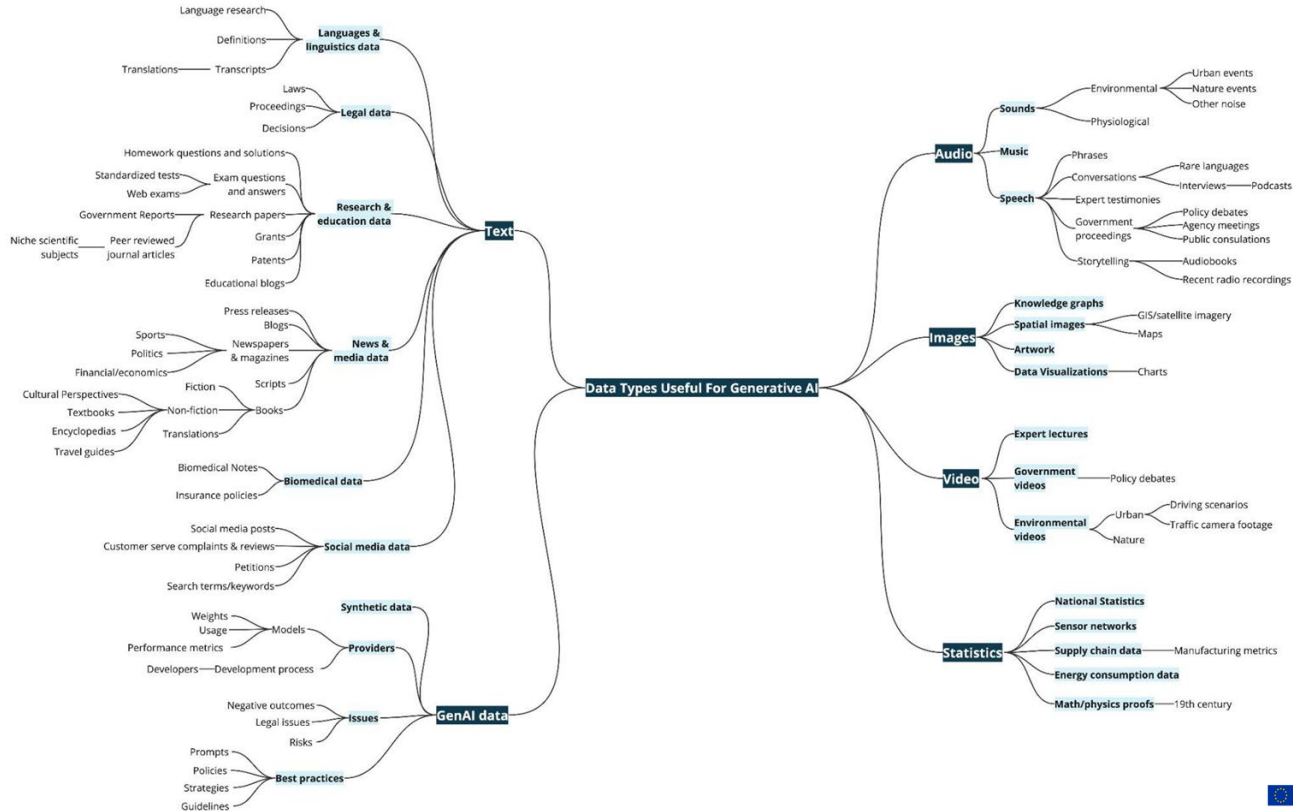 Data Types Useful For Generative AI
Text
Languages &
linguistics data
Language research
Definitions
Transcripts
Translations
Legal data
Laws
Proceedings
Decisions
Research &
education data
Homework questions and solutions
Exam questions
and answers
Standardized tests
Web exams
Research papers
Government Reports
Peer reviewed
journal articles
Niche scientific
subjects
Grants
Patents
Educational blogs
News &
media data
Press releases
Blogs
Newspapers
& magazines
Sports
Politics
Financial/economics
Scripts
Books
Fiction
Non-fiction
Cultural Perspectives
Textbooks
Encyclopedias
Travel guides
Translations
Biomedical data
Biomedical Notes
Insurance policies
Social media data
Social media posts
Customer serve complaints & reviews
Petitions
Search terms/keywords
GenAI data
Synthetic data
Providers
Models
Weights
Usage
Performance metrics
Development process
Developers
Issues
Negative outcomes
Legal issues
Risks
Best practices
Prompts
Policies
Strategies
Guidelines
Audio
Sounds
Environmental
Urban events
Nature events
Other noise
Physiological
Music
Speech
Phrases
Conversations
Rare languages
Interviews
Podcasts
Expert testimonies
Government
proceedings
Policy debates
Agency meetings
Public consulations
Storytelling
Audiobooks
Recent radio recordings
Images
Knowledge graphs
Spatial images
GIS/satellite imagery
Maps
Artwork
Data Visualizations
Charts
Video
Expert lectures
Government
videos
Policy debates
Environmental
videos
Urban
Driving scenarios
Traffic camera footage
Nature
Statistics
National Statistics
Sensor networks
Supply chain data
Manufacturing metrics
Energy consumption data
Math/physics proofs
19th century